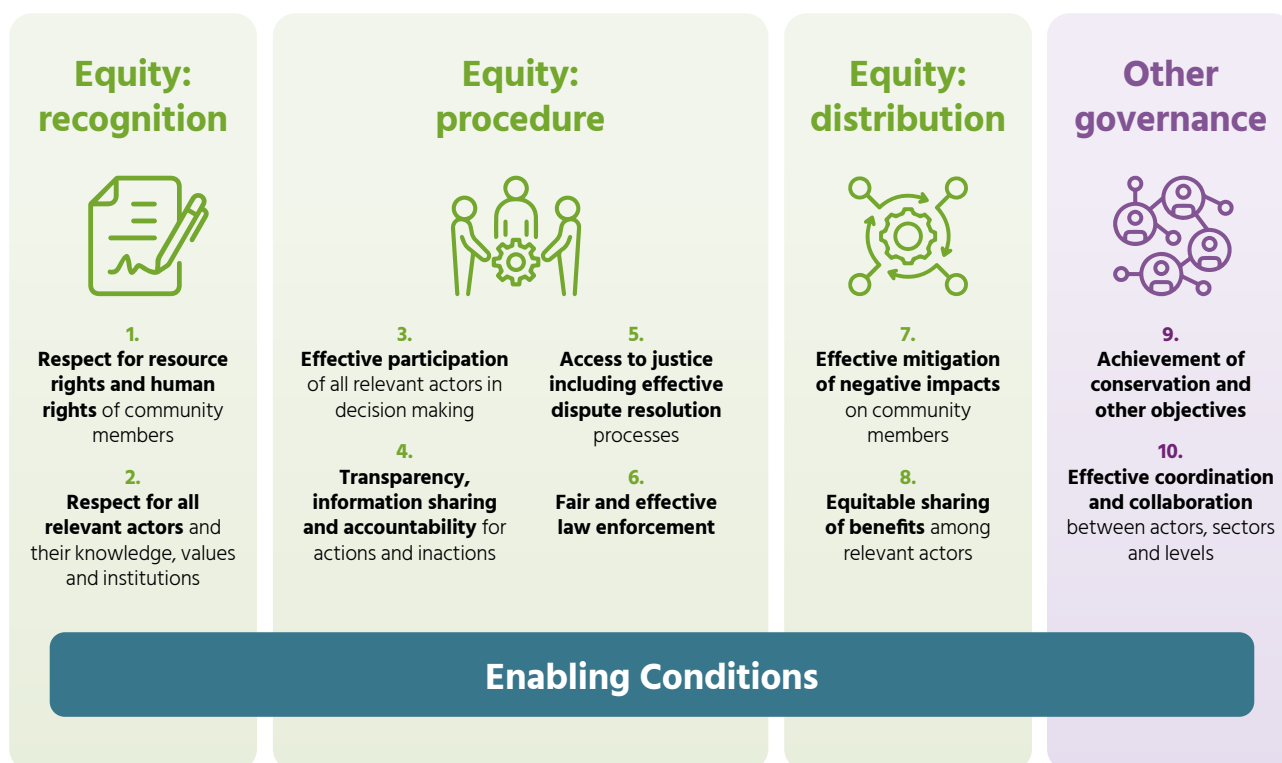 Equity:
recognition
1.
Respect for resource
rights and human
rights of community
members
2.
Respect for all
relevant actors and
their knowledge, values
and institutions
Equity:
procedure
3.
Effective participation
of all relevant actors in
decision making
4.
Transparency,
information sharing
and accountability for
actions and inactions
5.
Access to justice
including effective
dispute resolution
processes
6.
Fair and effective
law enforcement
Equity:
distribution
7.
Effective mitigation
of negative impacts
on community
members
8.
Equitable sharing
of benefits among
relevant actors
Other
governance
9.
Achievement of
conservation and
other objectives
10.
Effective coordination
and collaboration
between actors, sectors
and levels
Enabling Conditions